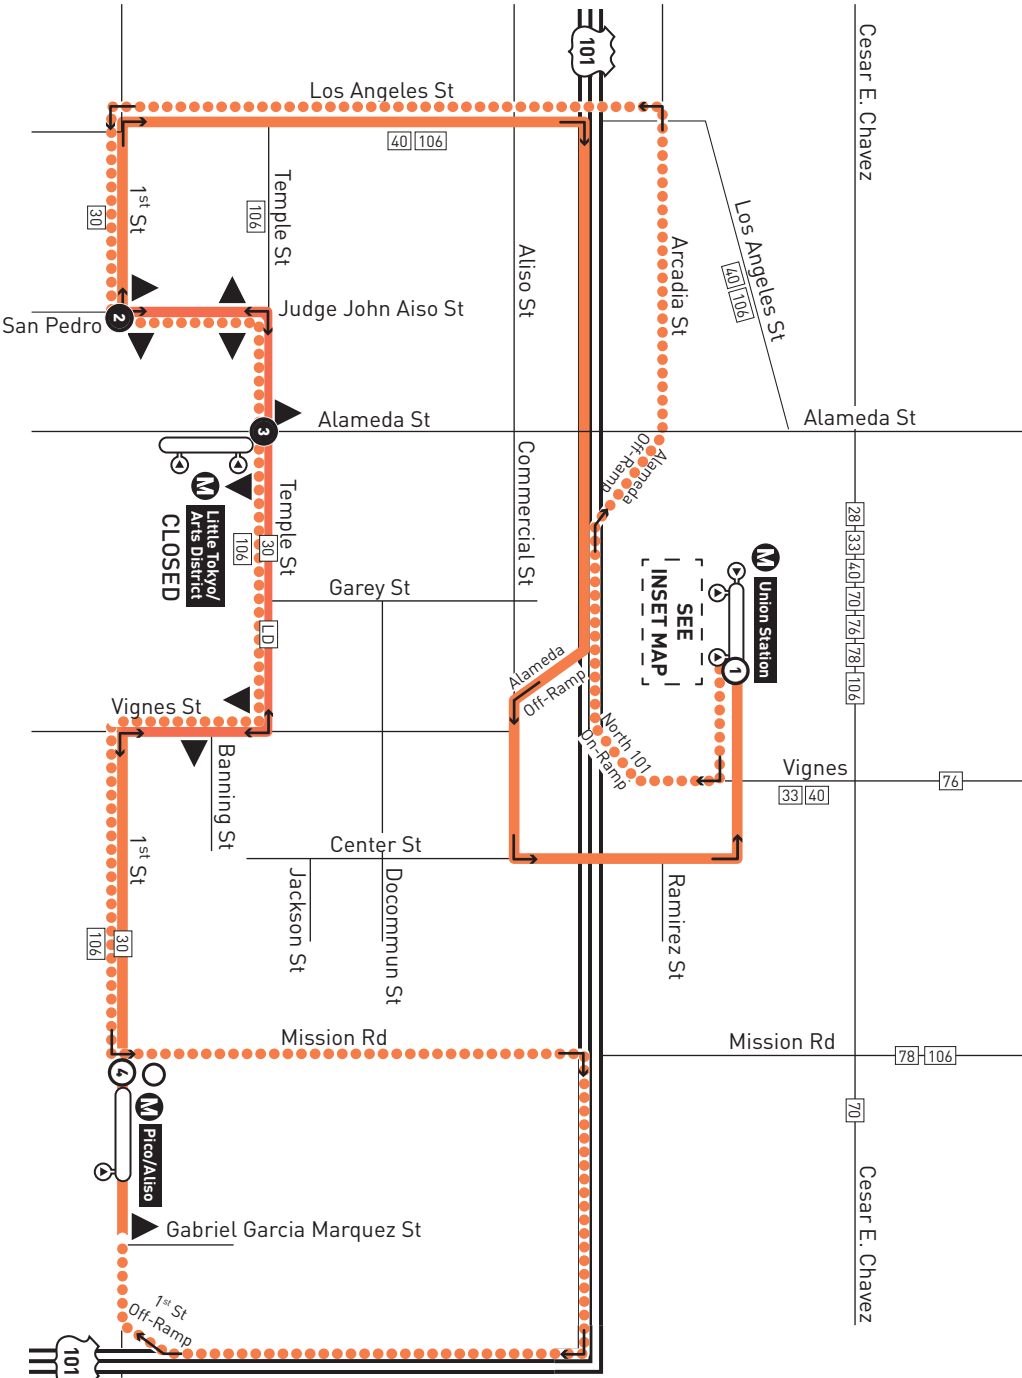 101
Cesar E. Chavez
Los Angeles St
40 106
1st St
30
Temple St
106
Aliso St
Arcadia St
Los Angeles St
40 106
San Pedro
2
Judge John Aiso St
3
Alameda St
Alameda St
Alameda
Off-Ramp
Commercial St
28 33 40 70 76 78 106
M
Little Tokyo/
Arts District
CLOSED
Temple St
30
106
LD
Garey St
SEE
INSET MAP
M
Union Station
1
Alameda
Off-Ramp
North 101
On-Ramp
Vignes St
Vignes
33 40
76
Banning St
1st St
30
106
Center St
Jackson St
Docommun St
Ramirez St
Mission Rd
Mission Rd
78 106
70
4
M
Pico/Aliso
Gabriel Garcia Marquez St
Cesar E. Chavez
1st St
Off-Ramp
101